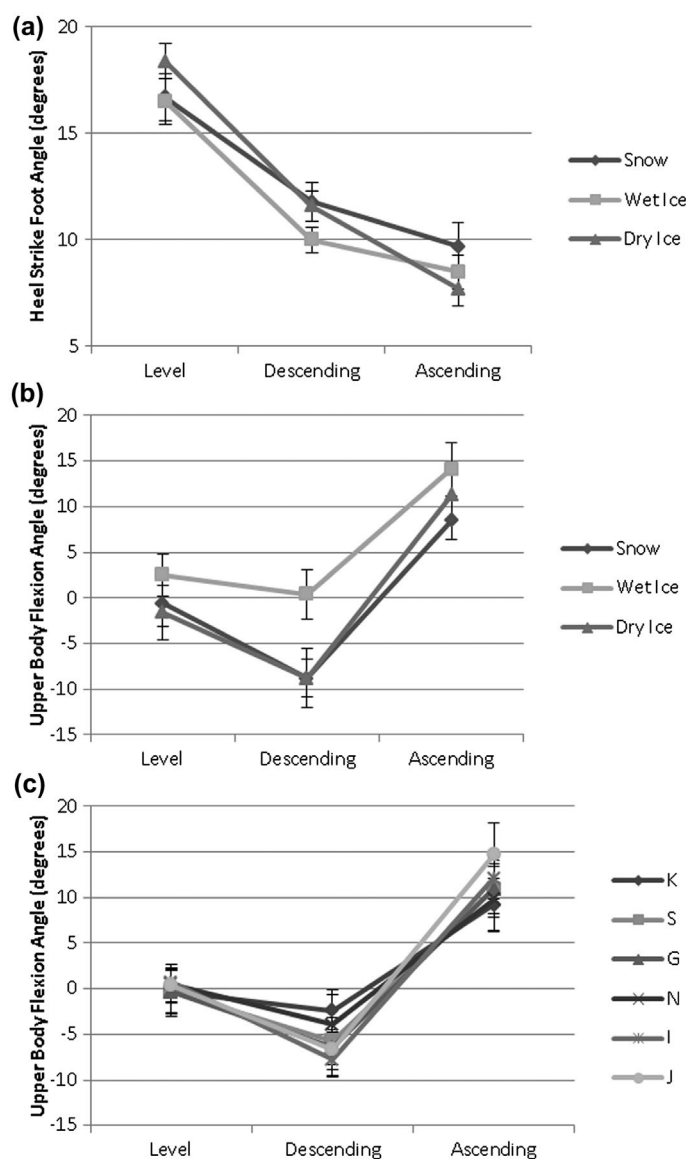 (a)
20
15
10
5
Heel Strike Foot Angle (degrees)
Level Descending Ascending
Snow
Wet Ice
Dry Ice
(b)
20
15
10
5
0
-5
-10
-15
Upper Body Flexion Angle (degrees)
Level Descending Ascending
Snow
Wet Ice
Dry Ice
(c)
20
15
10
5
0
-5
-10
-15
Upper Body Flexion Angle (degrees)
Level Descending Ascending
K
S
G
N
I
J